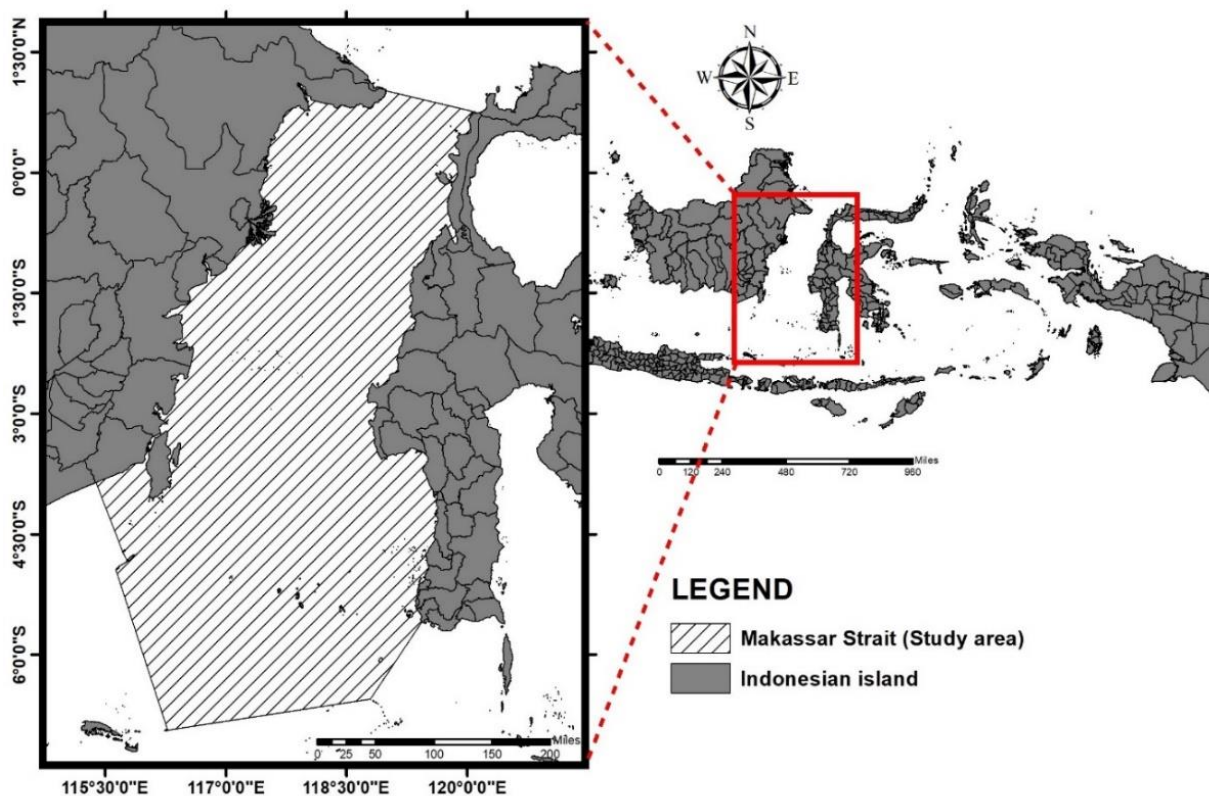 1°30'0"N
0°0'0"
1°30'0"S
3°0'0"S
4°30'0"S
6°0'0"S
115°30'0"E 117°0'0"E 118°30'0"E 120°0'0"E
Miles
0 25 50 100 150 200
N
W E
S
Miles
0 120 240 480 720 960
LEGEND
Makassar Strait (Study area)
Indonesian island